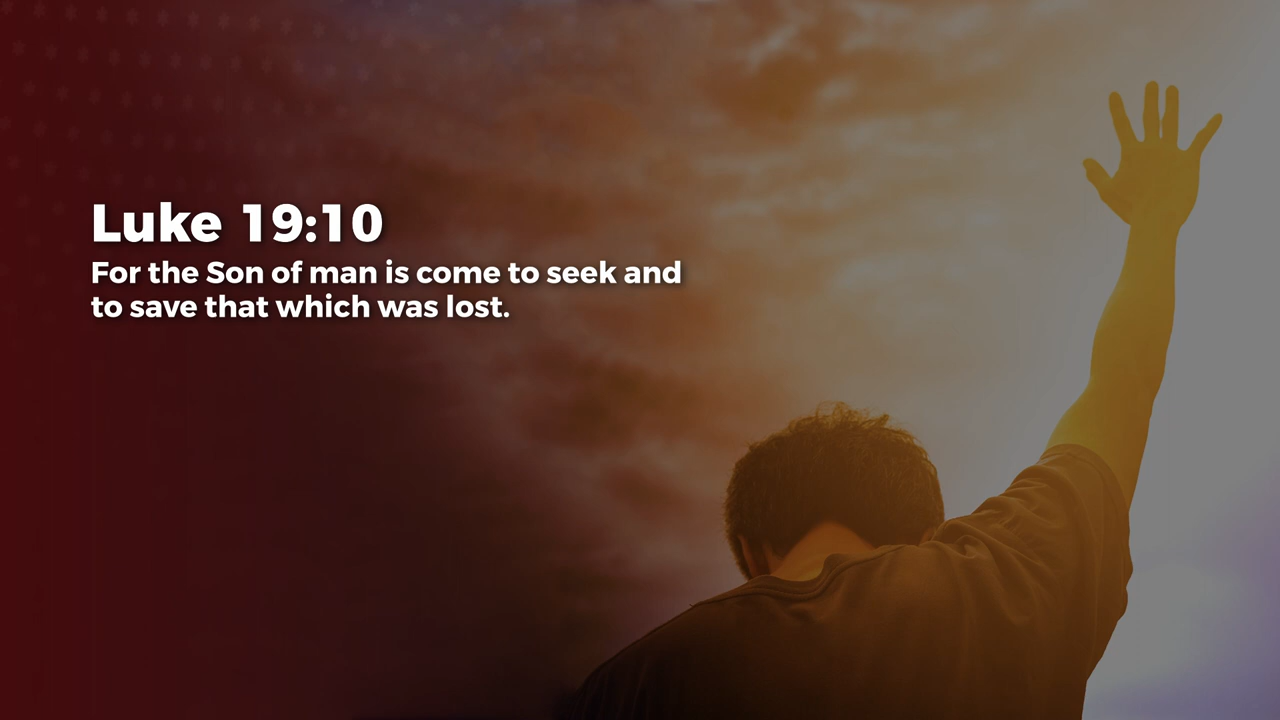 Luke 19:10
For the Son of man is come to seek and
to save that which was lost.